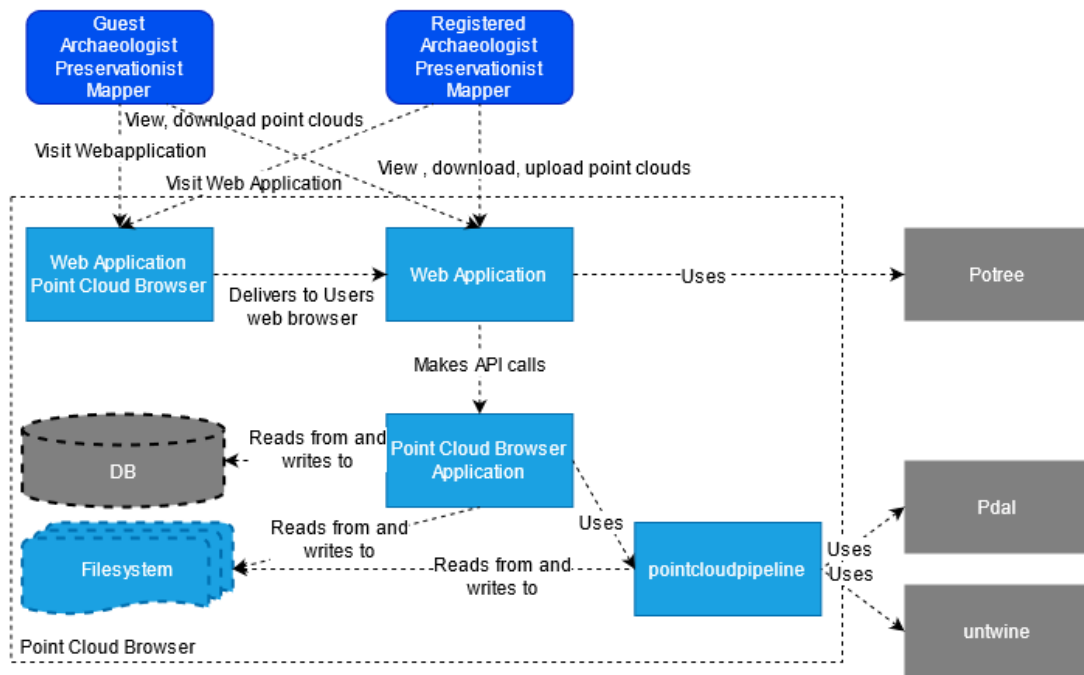 Guest
Archaeologist
Preservationist
Mapper
Registered
Archaeologist
Preservationist
Mapper
View, download point clouds
Visit Webapplication
View , download, upload point clouds
Visit Web Application
Web Application
Point Cloud Browser
Delivers to Users
web browser
Web Application
Uses
Potree
Makes API calls
DB
Reads from and
writes to
Point Cloud Browser
Application
Filesystem
Reads from and
writes to
Uses
Reads from and
writes to
pointcloudpipeline
Uses
Uses
Pdal
untwine
Point Cloud Browser